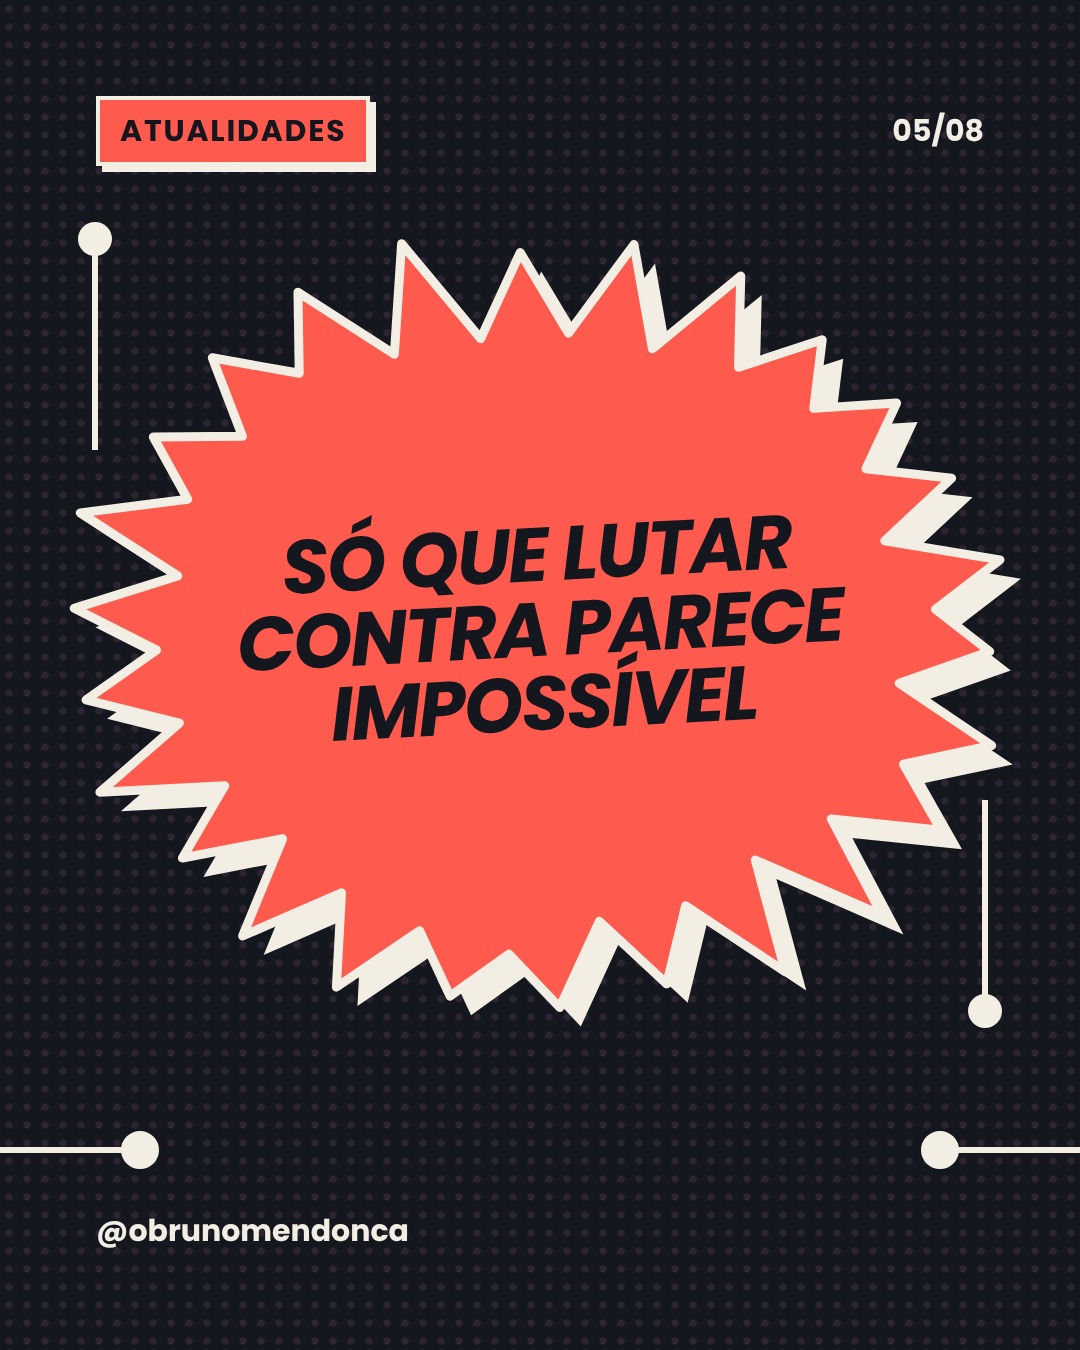 ATUALIDADES
05/08
SÓ QUE LUTAR
CONTRA PARECE
IMPOSSÍVEL
@obrunomendonca